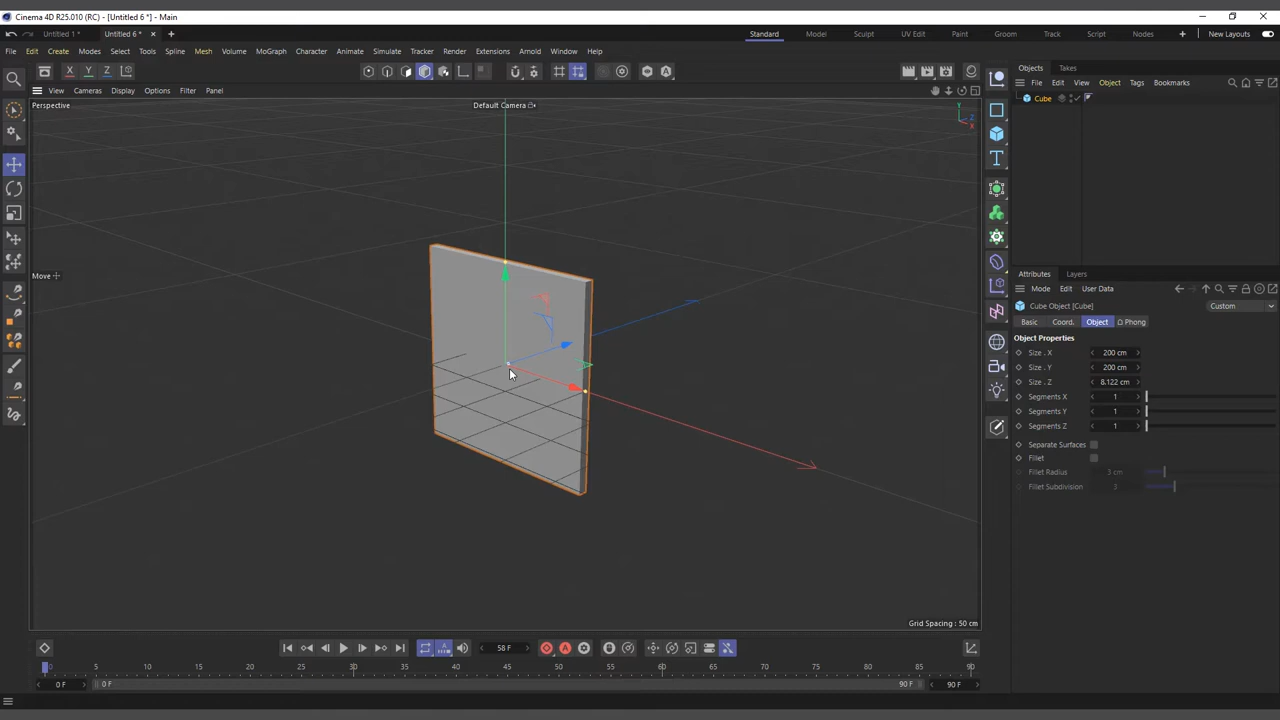 Cinema 4D R25.010 (RC) - [Untitled 6 *] - Main
Untitled 1 *
Untitled 6 *
Standard
Model
Sculpt
UV Edit
Paint
Groom
Track
Script
Nodes
New Layouts
File
Edit
Create
Modes
Select
Tools
Spline
Mesh
Volume
MoGraph
Character
Animate
Simulate
Tracker
Render
Extensions
Arnold
Window
Help
X
Y
Z
Objects
Takes
File
Edit
View
Object
Tags
Bookmarks
View
Cameras
Display
Options
Filter
Panel
Cube
Perspective
Default Camera
Y
Z
X
Move
Grid Spacing : 50 cm
Attributes
Layers
Mode
Edit
User Data
Cube Object [Cube]
Custom
Basic
Coord.
Object
Phong
Object Properties
Size . X 200 cm
Size . Y 200 cm
Size . Z 8.122 cm
Segments X 1
Segments Y 1
Segments Z 1
Separate Surfaces
Fillet
Fillet Radius 3 cm
Fillet Subdivision 3
58 F
0 5 10 15 20 25 30 35 40 45 50 55 60 65 70 75 80 85 90
0 F
0 F
90 F
90 F